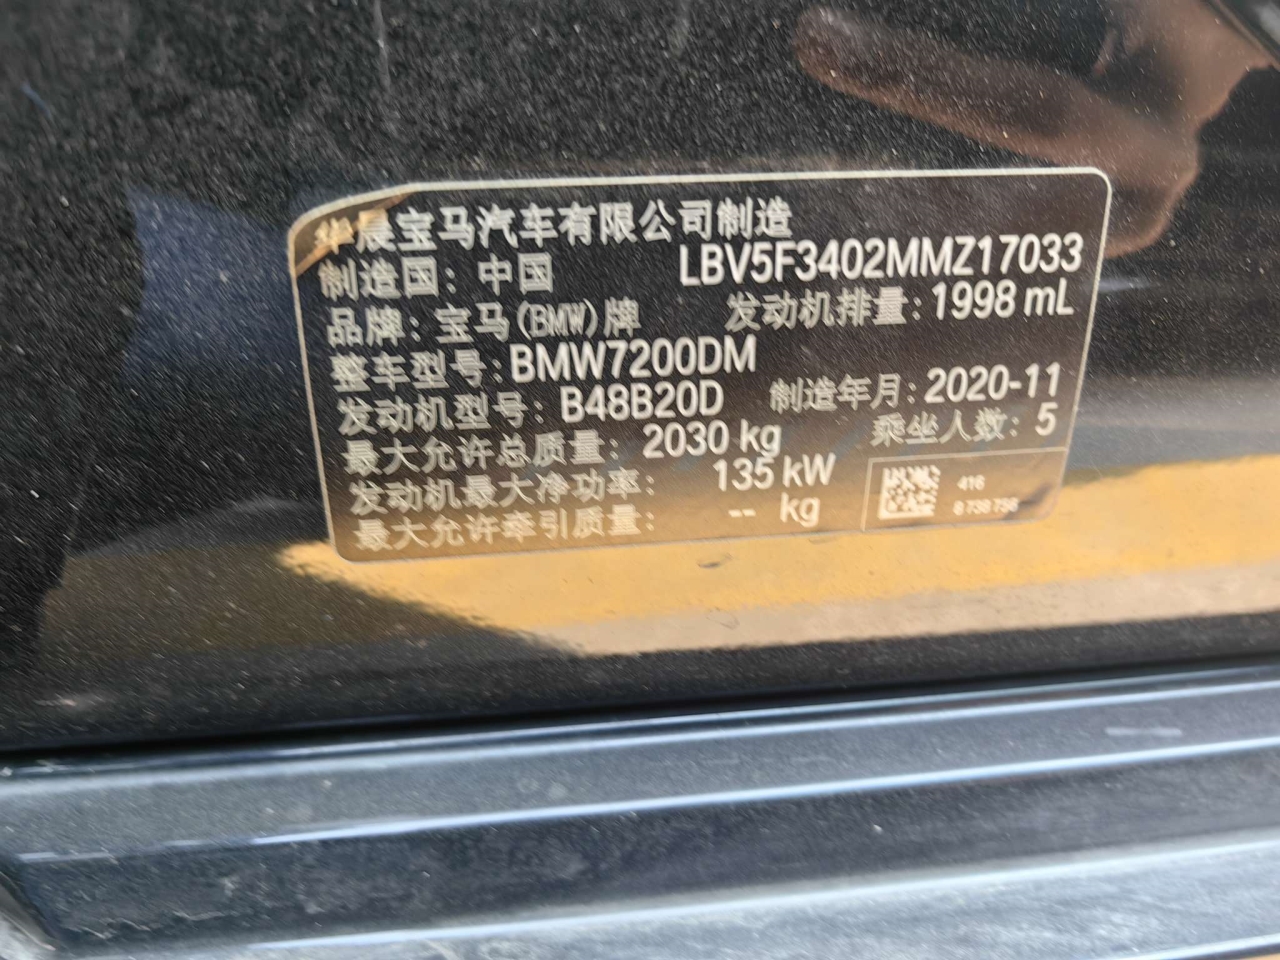 华晨宝马汽车有限公司制造
制造国：中国 LBV5F3402MMZ17033
品牌：宝马(BMW)牌 发动机排量：1998 mL
整车型号：BMW7200DM
发动机型号：B48B20D 制造年月：2020-11
最大允许总质量：2030 kg 乘坐人数：5
发动机最大净功率：135 kW
最大允许牵引质量：-- kg
416
8 738 758